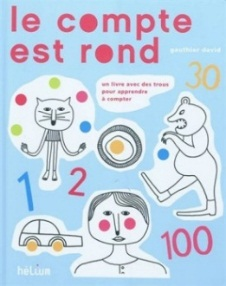 le compte
est rond
gauthier david
30
un livre avec des trous
pour apprendre
à compter
1 2
100
hélium